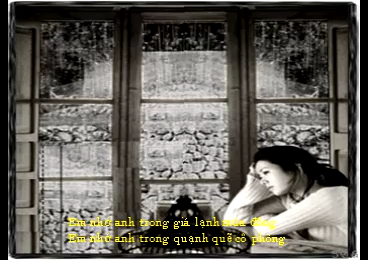 Em nhớ anh trong giá lạnh mùa đông
Em nhớ anh trong quạnh quẽ cô phòng